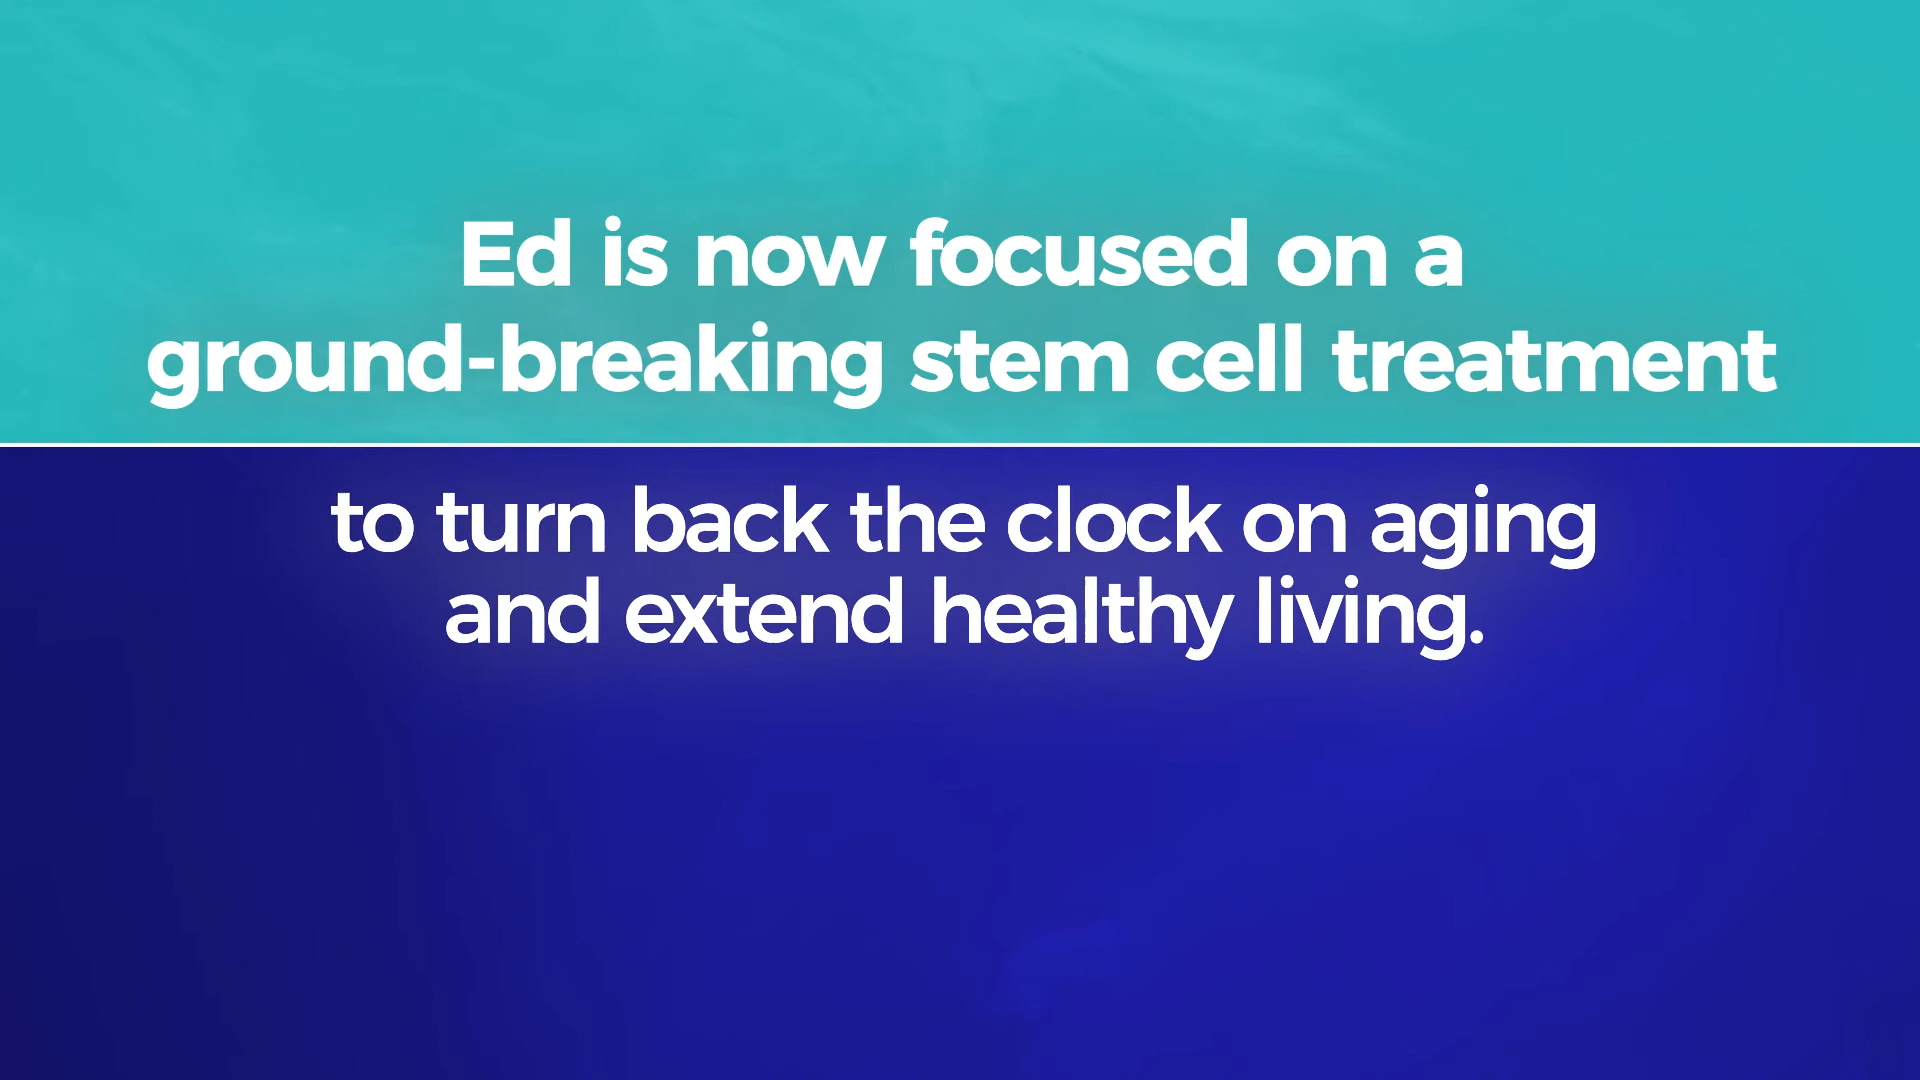 Ed is now focused on a
ground-breaking stem cell treatment
to turn back the clock on aging
and extend healthy living.